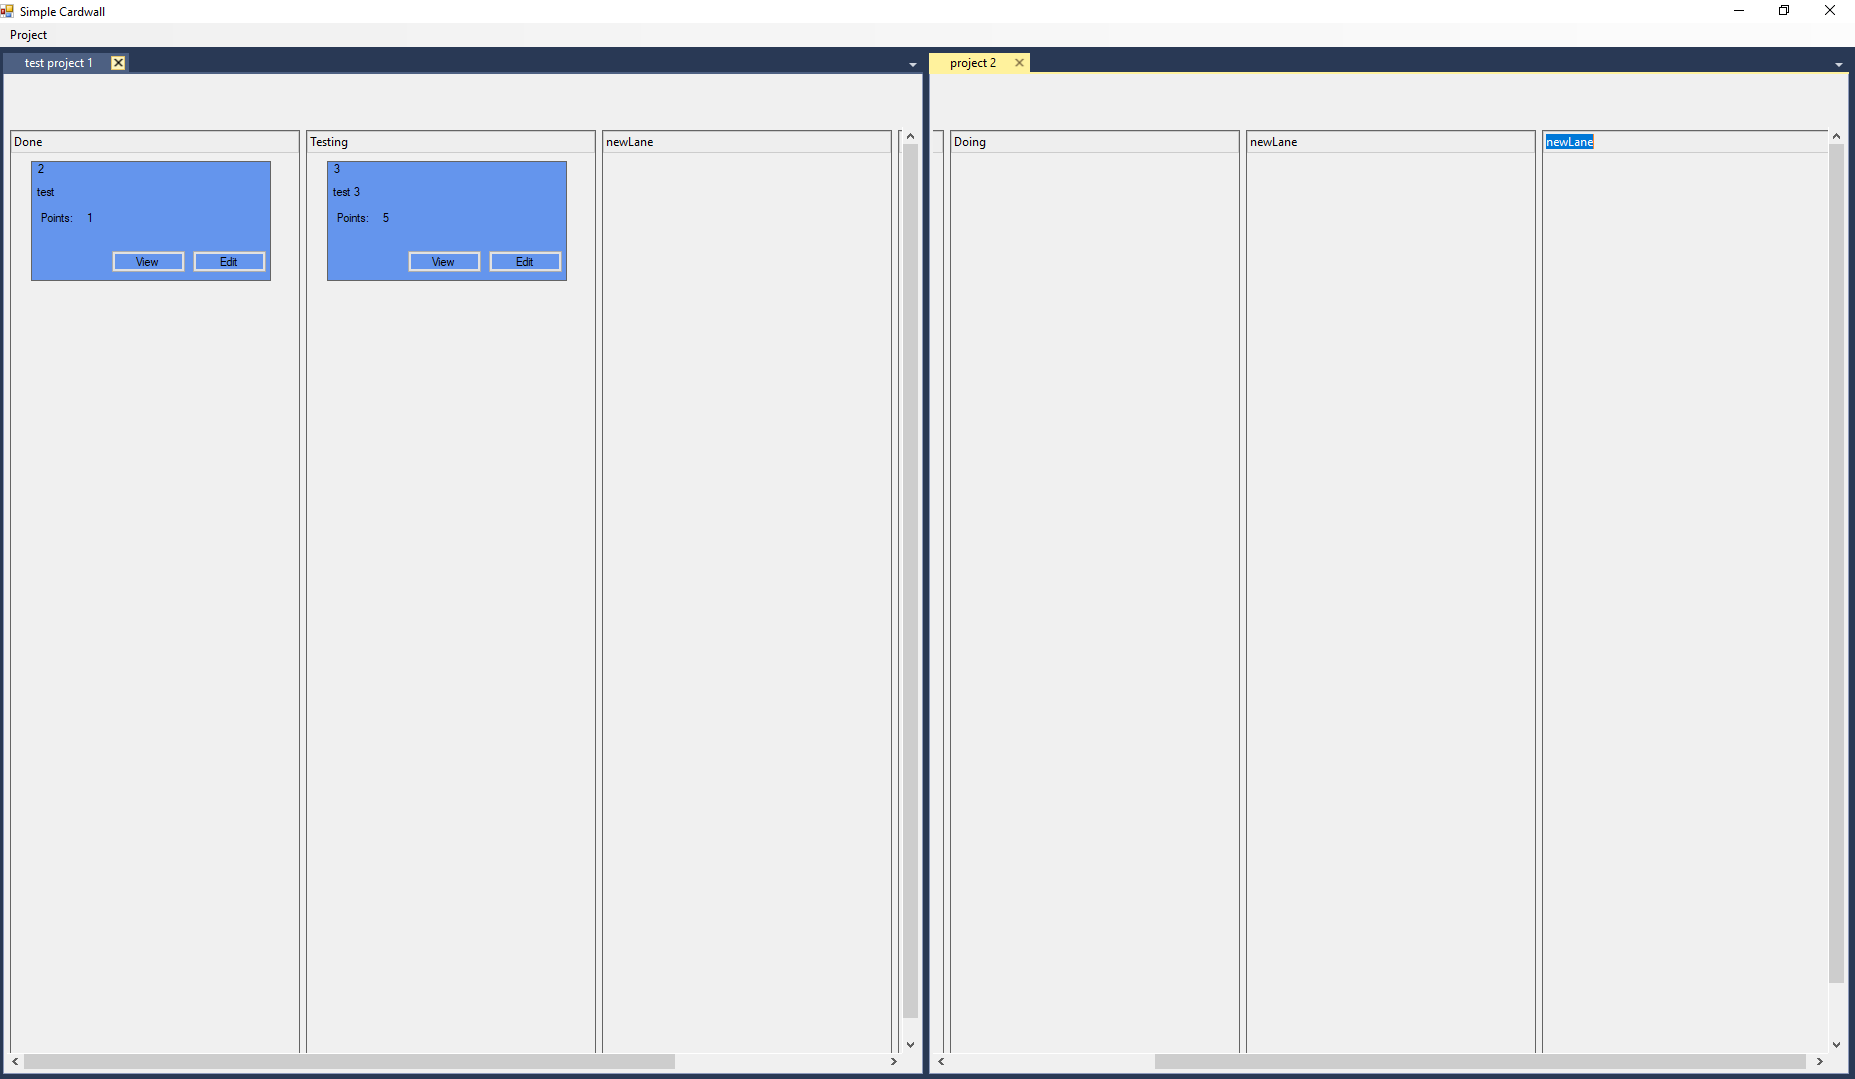 Simple Cardwall
Project
test project 1
project 2
Done
Testing
newLane
Doing
newLane
newLane
2
test
Points: 1
View
Edit
3
test 3
Points: 5
View
Edit